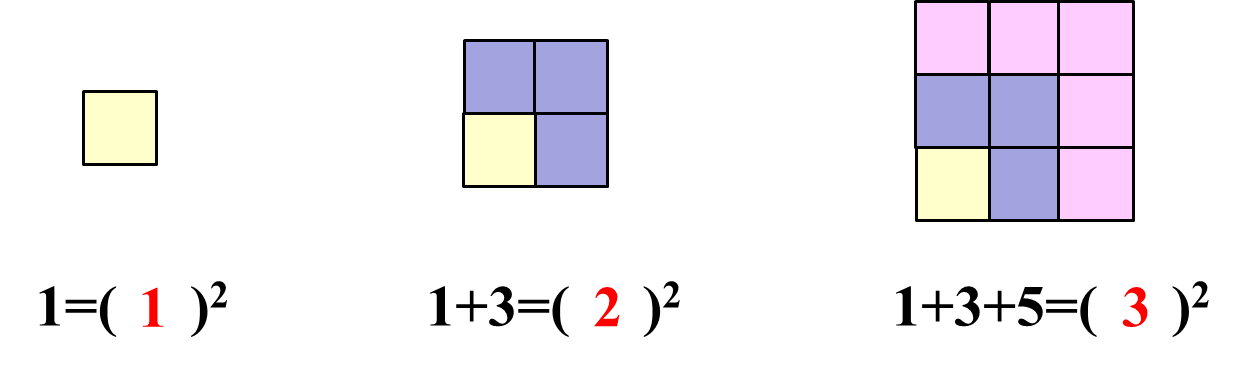 1=( 1 )² 1+3=( 2 )² 1+3+5=( 3 )²